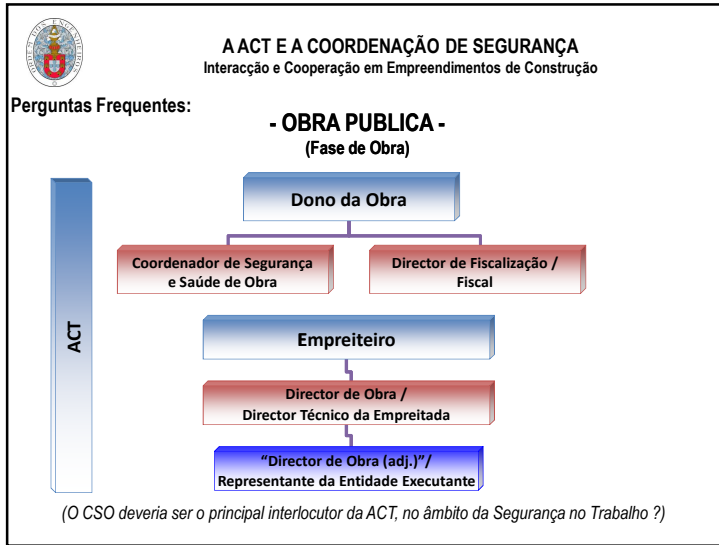 ORDEM DOS ENGENHEIROS
A ACT E A COORDENAÇÃO DE SEGURANÇA
Interacção e Cooperação em Empreendimentos de Construção
Perguntas Frequentes:
- OBRA PUBLICA -
(Fase de Obra)
ACT
Dono da Obra
Coordenador de Segurança
e Saúde de Obra
Director de Fiscalização /
Fiscal
Empreiteiro
Director de Obra /
Director Técnico da Empreitada
“Director de Obra (adj.)”/
Representante da Entidade Executante
(O CSO deveria ser o principal interlocutor da ACT, no âmbito da Segurança no Trabalho ?)